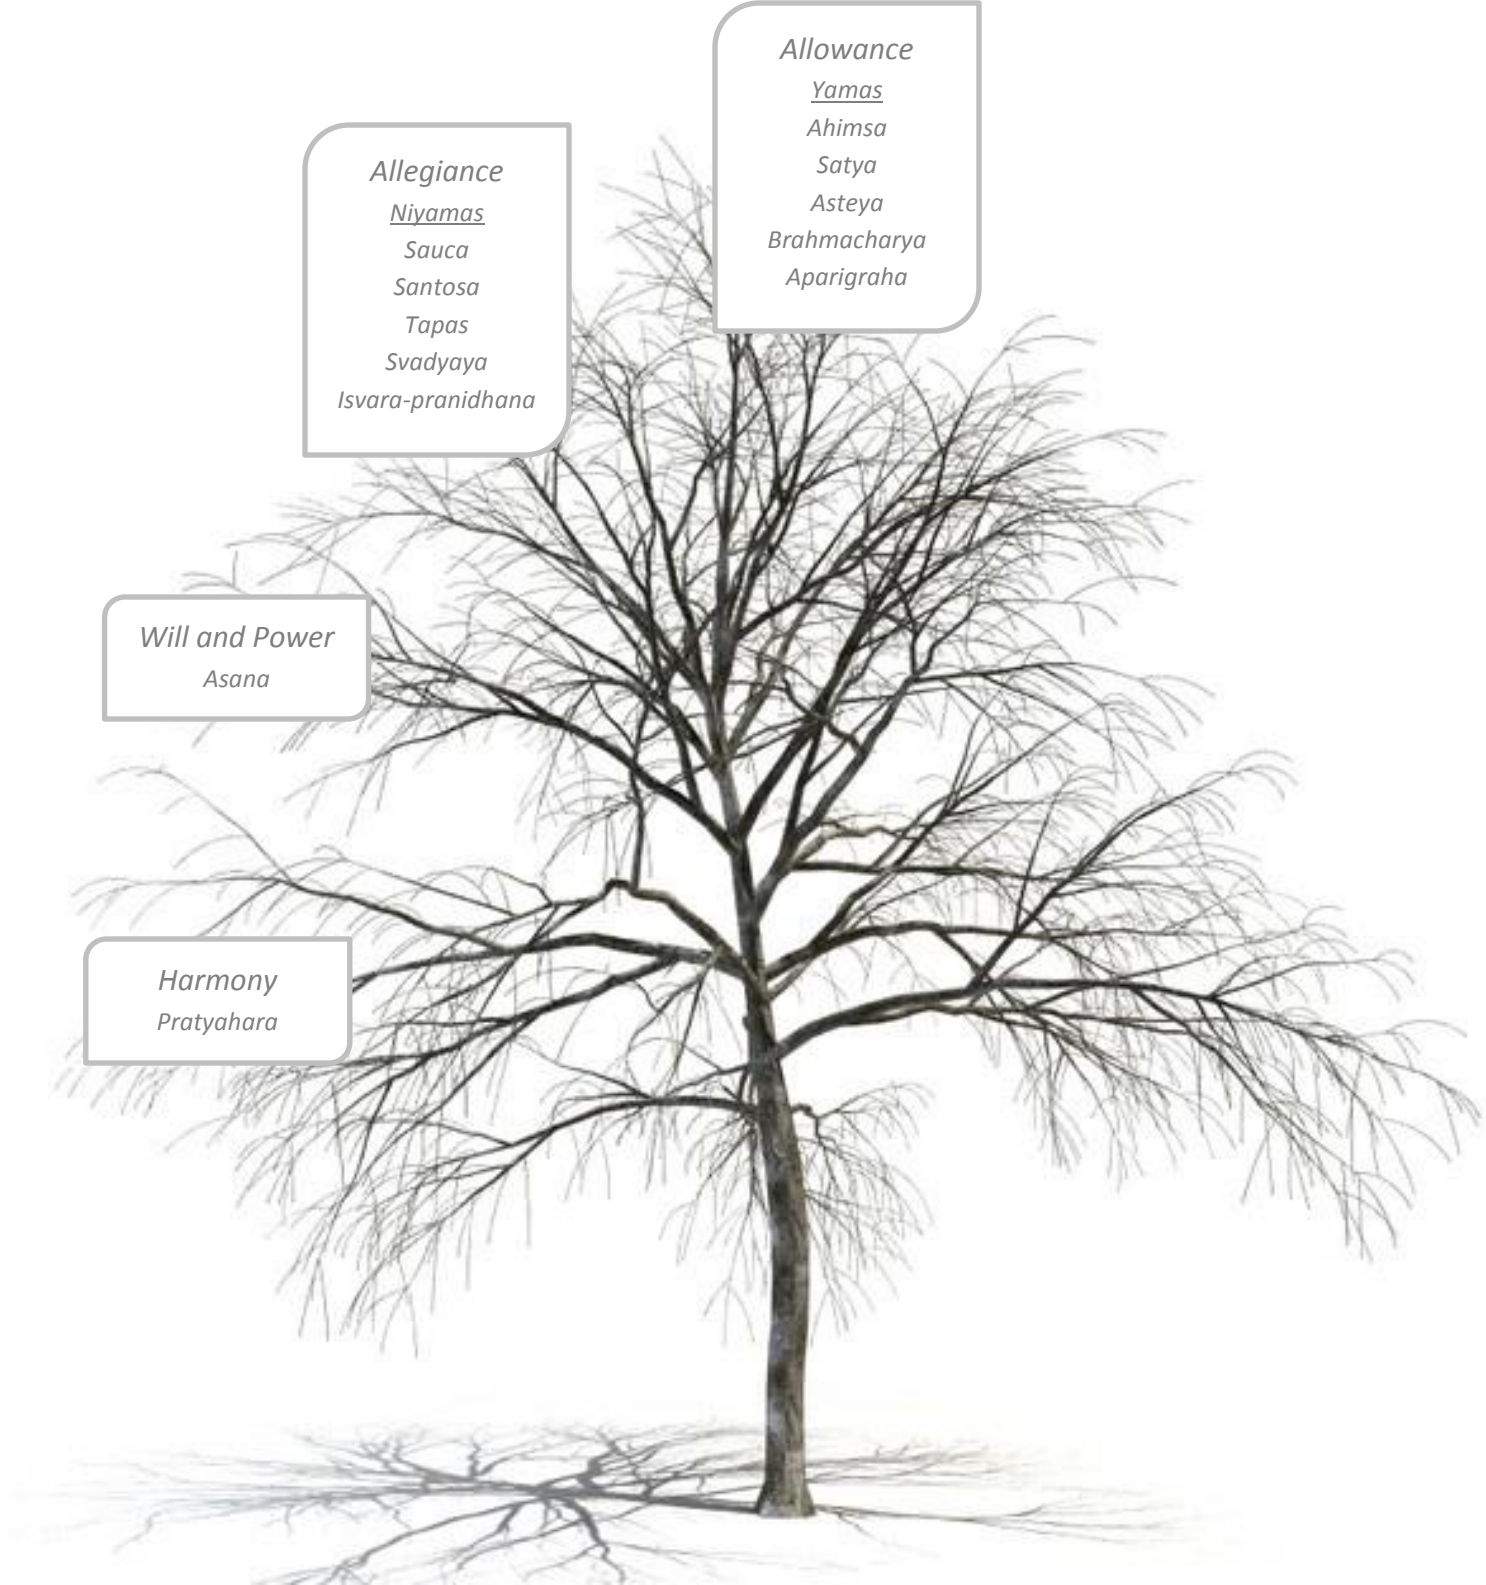 Allowance
Yamas
Ahimsa
Satya
Asteya
Brahmacharya
Aparigraha
Allegiance
Niyamas
Sauca
Santosa
Tapas
Svadyaya
Isvara-pranidhana
Will and Power
Asana
Harmony
Pratyahara